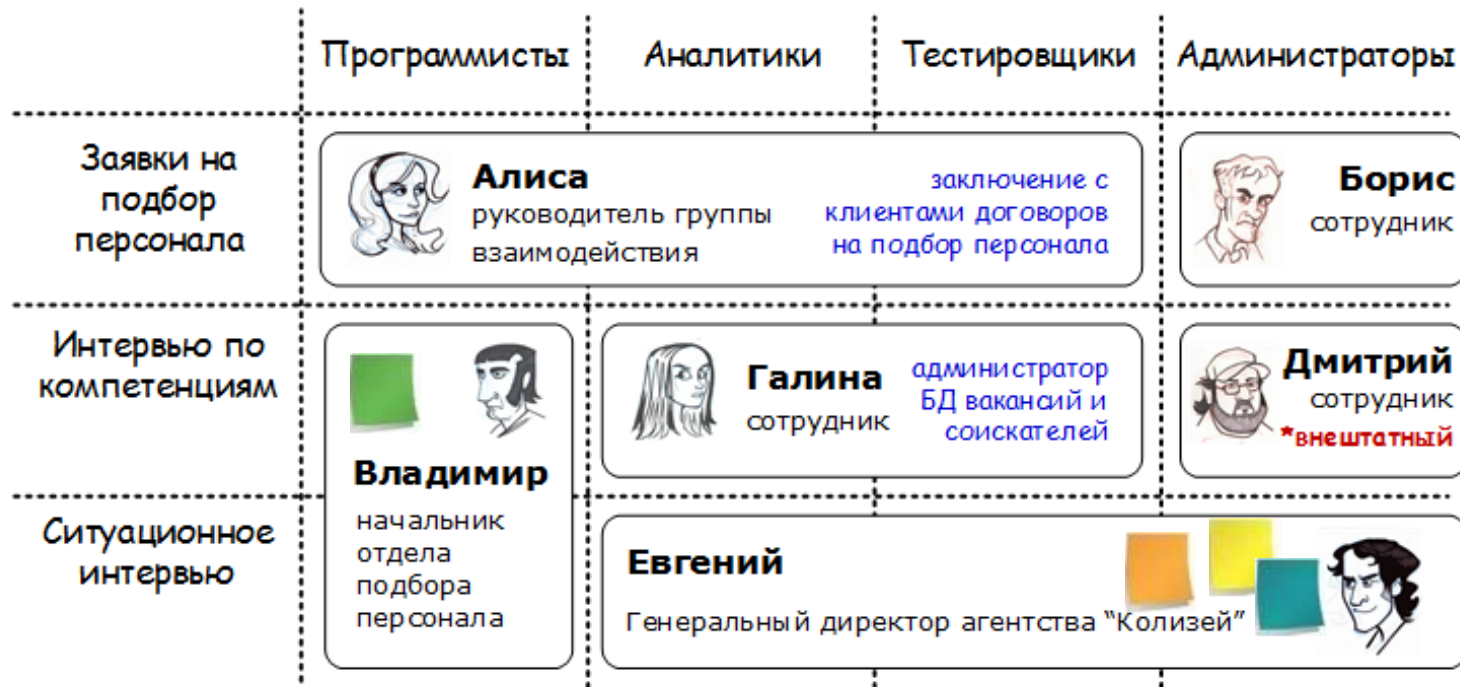 Программисты
Аналитики
Тестировщики
Администраторы
Заявки на
подбор
персонала
Алиса
руководитель группы
взаимодействия
заключение с
клиентами договоров
на подбор персонала
Борис
сотрудник
Интервью по
компетенциям
Владимир
начальник
отдела
подбора
персонала
Галина
сотрудник
администратор
БД вакансий и
соискателей
Дмитрий
сотрудник
*внештатный
Ситуационное
интервью
Евгений
Генеральный директор агентства "Колизей"